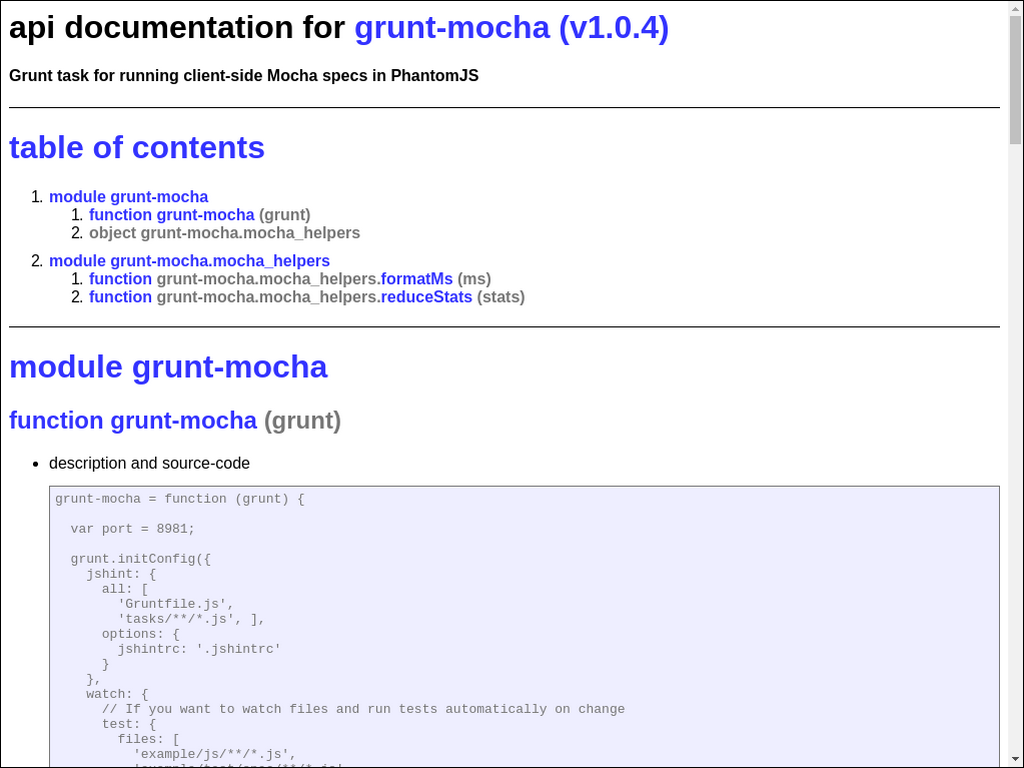 api documentation for grunt-mocha (v1.0.4)
Grunt task for running client-side Mocha specs in PhantomJS
table of contents
1. module grunt-mocha
1. function grunt-mocha (grunt)
2. object grunt-mocha.mocha_helpers
2. module grunt-mocha.mocha_helpers
1. function grunt-mocha.mocha_helpers.formatMs (ms)
2. function grunt-mocha.mocha_helpers.reduceStats (stats)
module grunt-mocha
function grunt-mocha (grunt)
• description and source-code
grunt-mocha = function (grunt) {
var port = 8981;
grunt.initConfig({
jshint: {
all: [
'Gruntfile.js',
'tasks/**/*.js', ],
options: {
jshintrc: '.jshintrc'
}
},
watch: {
// If you want to watch files and run tests automatically on change
test: {
files: [
'example/js/**/*.js',
'example/test/spec/**/*.js'